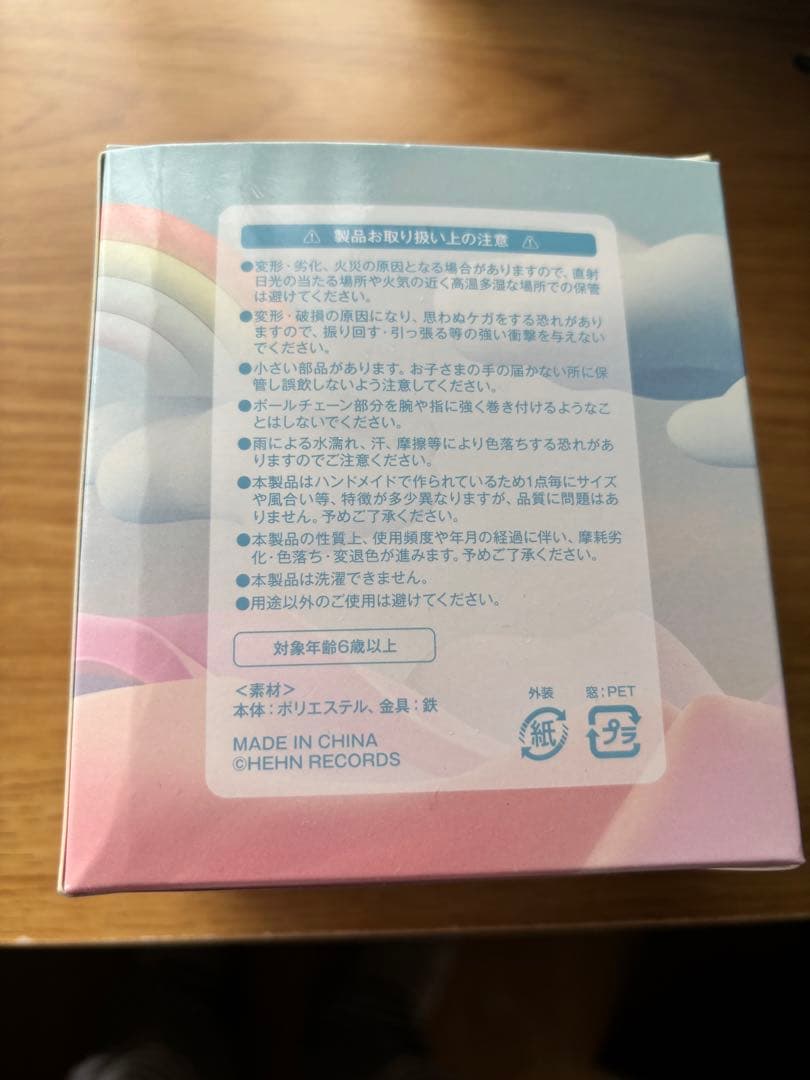 ⚠ 製品お取り扱い上の注意 ⚠
●変形・劣化、火災の原因となる場合がありますので、直射
日光の当たる場所や火気の近く高温多湿な場所での保管
は避けてください。
●変形・破損の原因になり、思わぬケガをする恐れがあり
ますので、振り回す・引っ張る等の強い衝撃を与えない
でください。
●小さい部品があります。お子さまの手の届かない所に保
管し誤飲しないよう注意してください。
●ボールチェーン部分を腕や指に強く巻き付けるようなこ
とはしないでください。
●雨による水濡れ、汗、摩擦等により色落ちする恐れがあ
りますのでご注意ください。
●本製品はハンドメイドで作られているため1点毎にサイズ
や風合い等、特徴が多少異なりますが、品質に問題はあ
りません。予めご了承ください。
●本製品の性質上、使用頻度や年月の経過に伴い、摩耗劣
化・色落ち・変退色が進みます。予めご了承ください。
●本製品は洗濯できません。
●用途以外のご使用は避けてください。
対象年齢6歳以上
＜素材＞
本体：ポリエステル、金具：鉄
MADE IN CHINA
©HEHN RECORDS
外装
紙
窓：PET
プラ